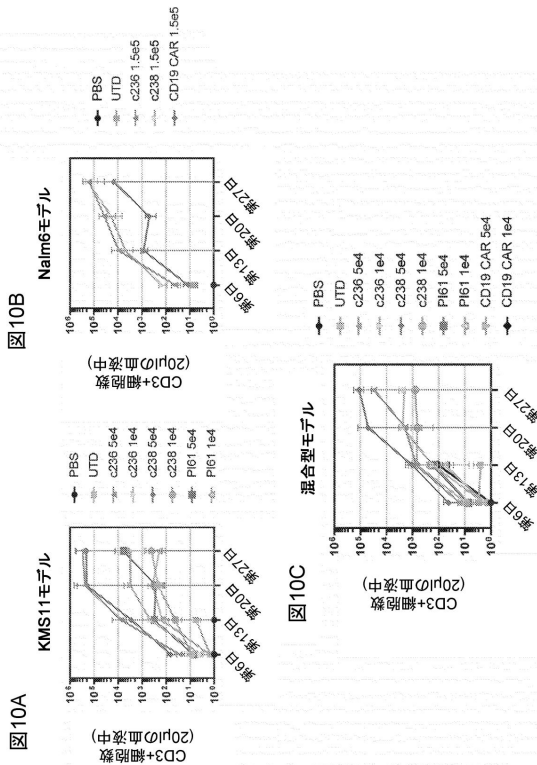 図10A
KMS11モデル
CD3+細胞数
(20μlの血液中)
10⁶
10⁵
10⁴
10³
10²
10¹
10⁰
第6日
第13日
第20日
第27日
PBS
UTD
c236 5e4
c236 1e4
c238 5e4
c238 1e4
PI61 5e4
PI61 1e4
図10B
Nalm6モデル
CD3+細胞数
(20μlの血液中)
10⁶
10⁵
10⁴
10³
10²
10¹
10⁰
第6日
第13日
第20日
第27日
PBS
UTD
c236 1.5e5
c238 1.5e5
CD19 CAR 1.5e5
図10C
混合型モデル
CD3+細胞数
(20μlの血液中)
10⁶
10⁵
10⁴
10³
10²
10¹
10⁰
第6日
第13日
第20日
第27日
PBS
UTD
c236 5e4
c236 1e4
c238 5e4
c238 1e4
PI61 5e4
PI61 1e4
CD19 CAR 5e4
CD19 CAR 1e4